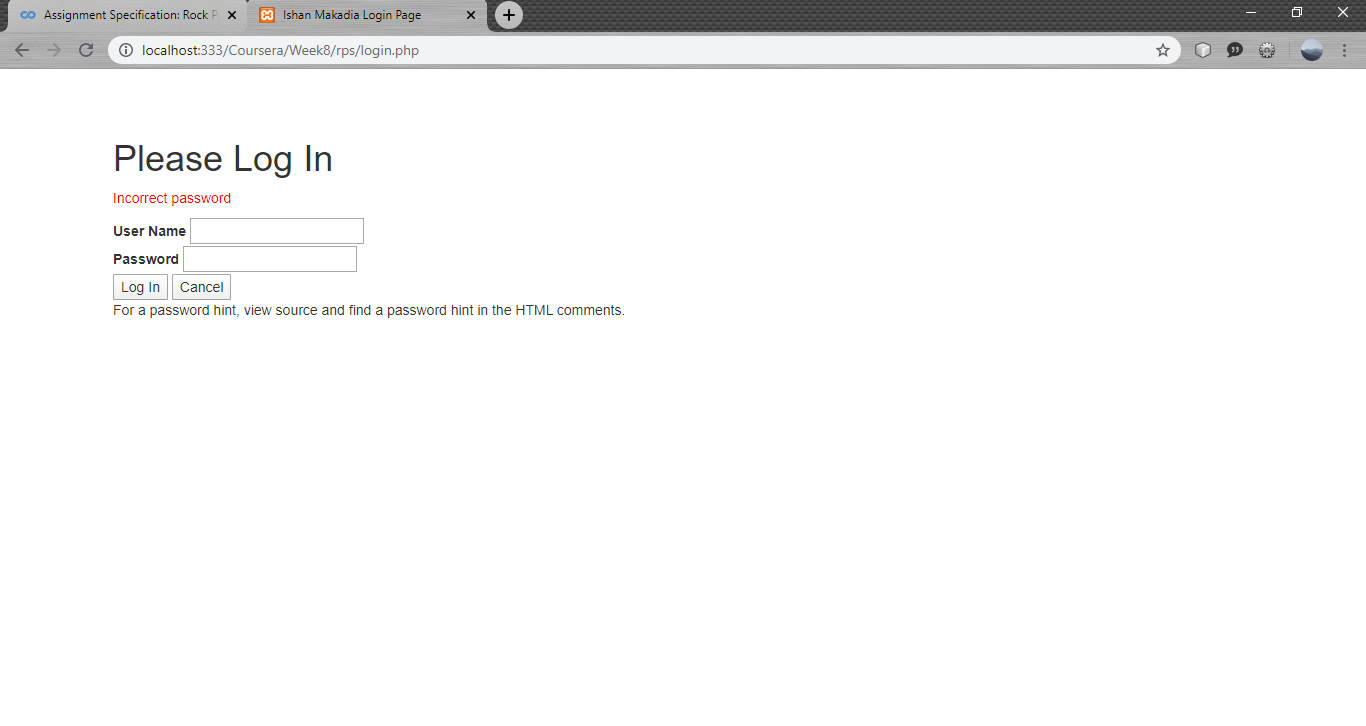 Assignment Specification: Rock P
Ishan Makadia Login Page
localhost:333/Coursera/Week8/rps/login.php
Please Log In
Incorrect password
User Name
Password
Log In Cancel
For a password hint, view source and find a password hint in the HTML comments.